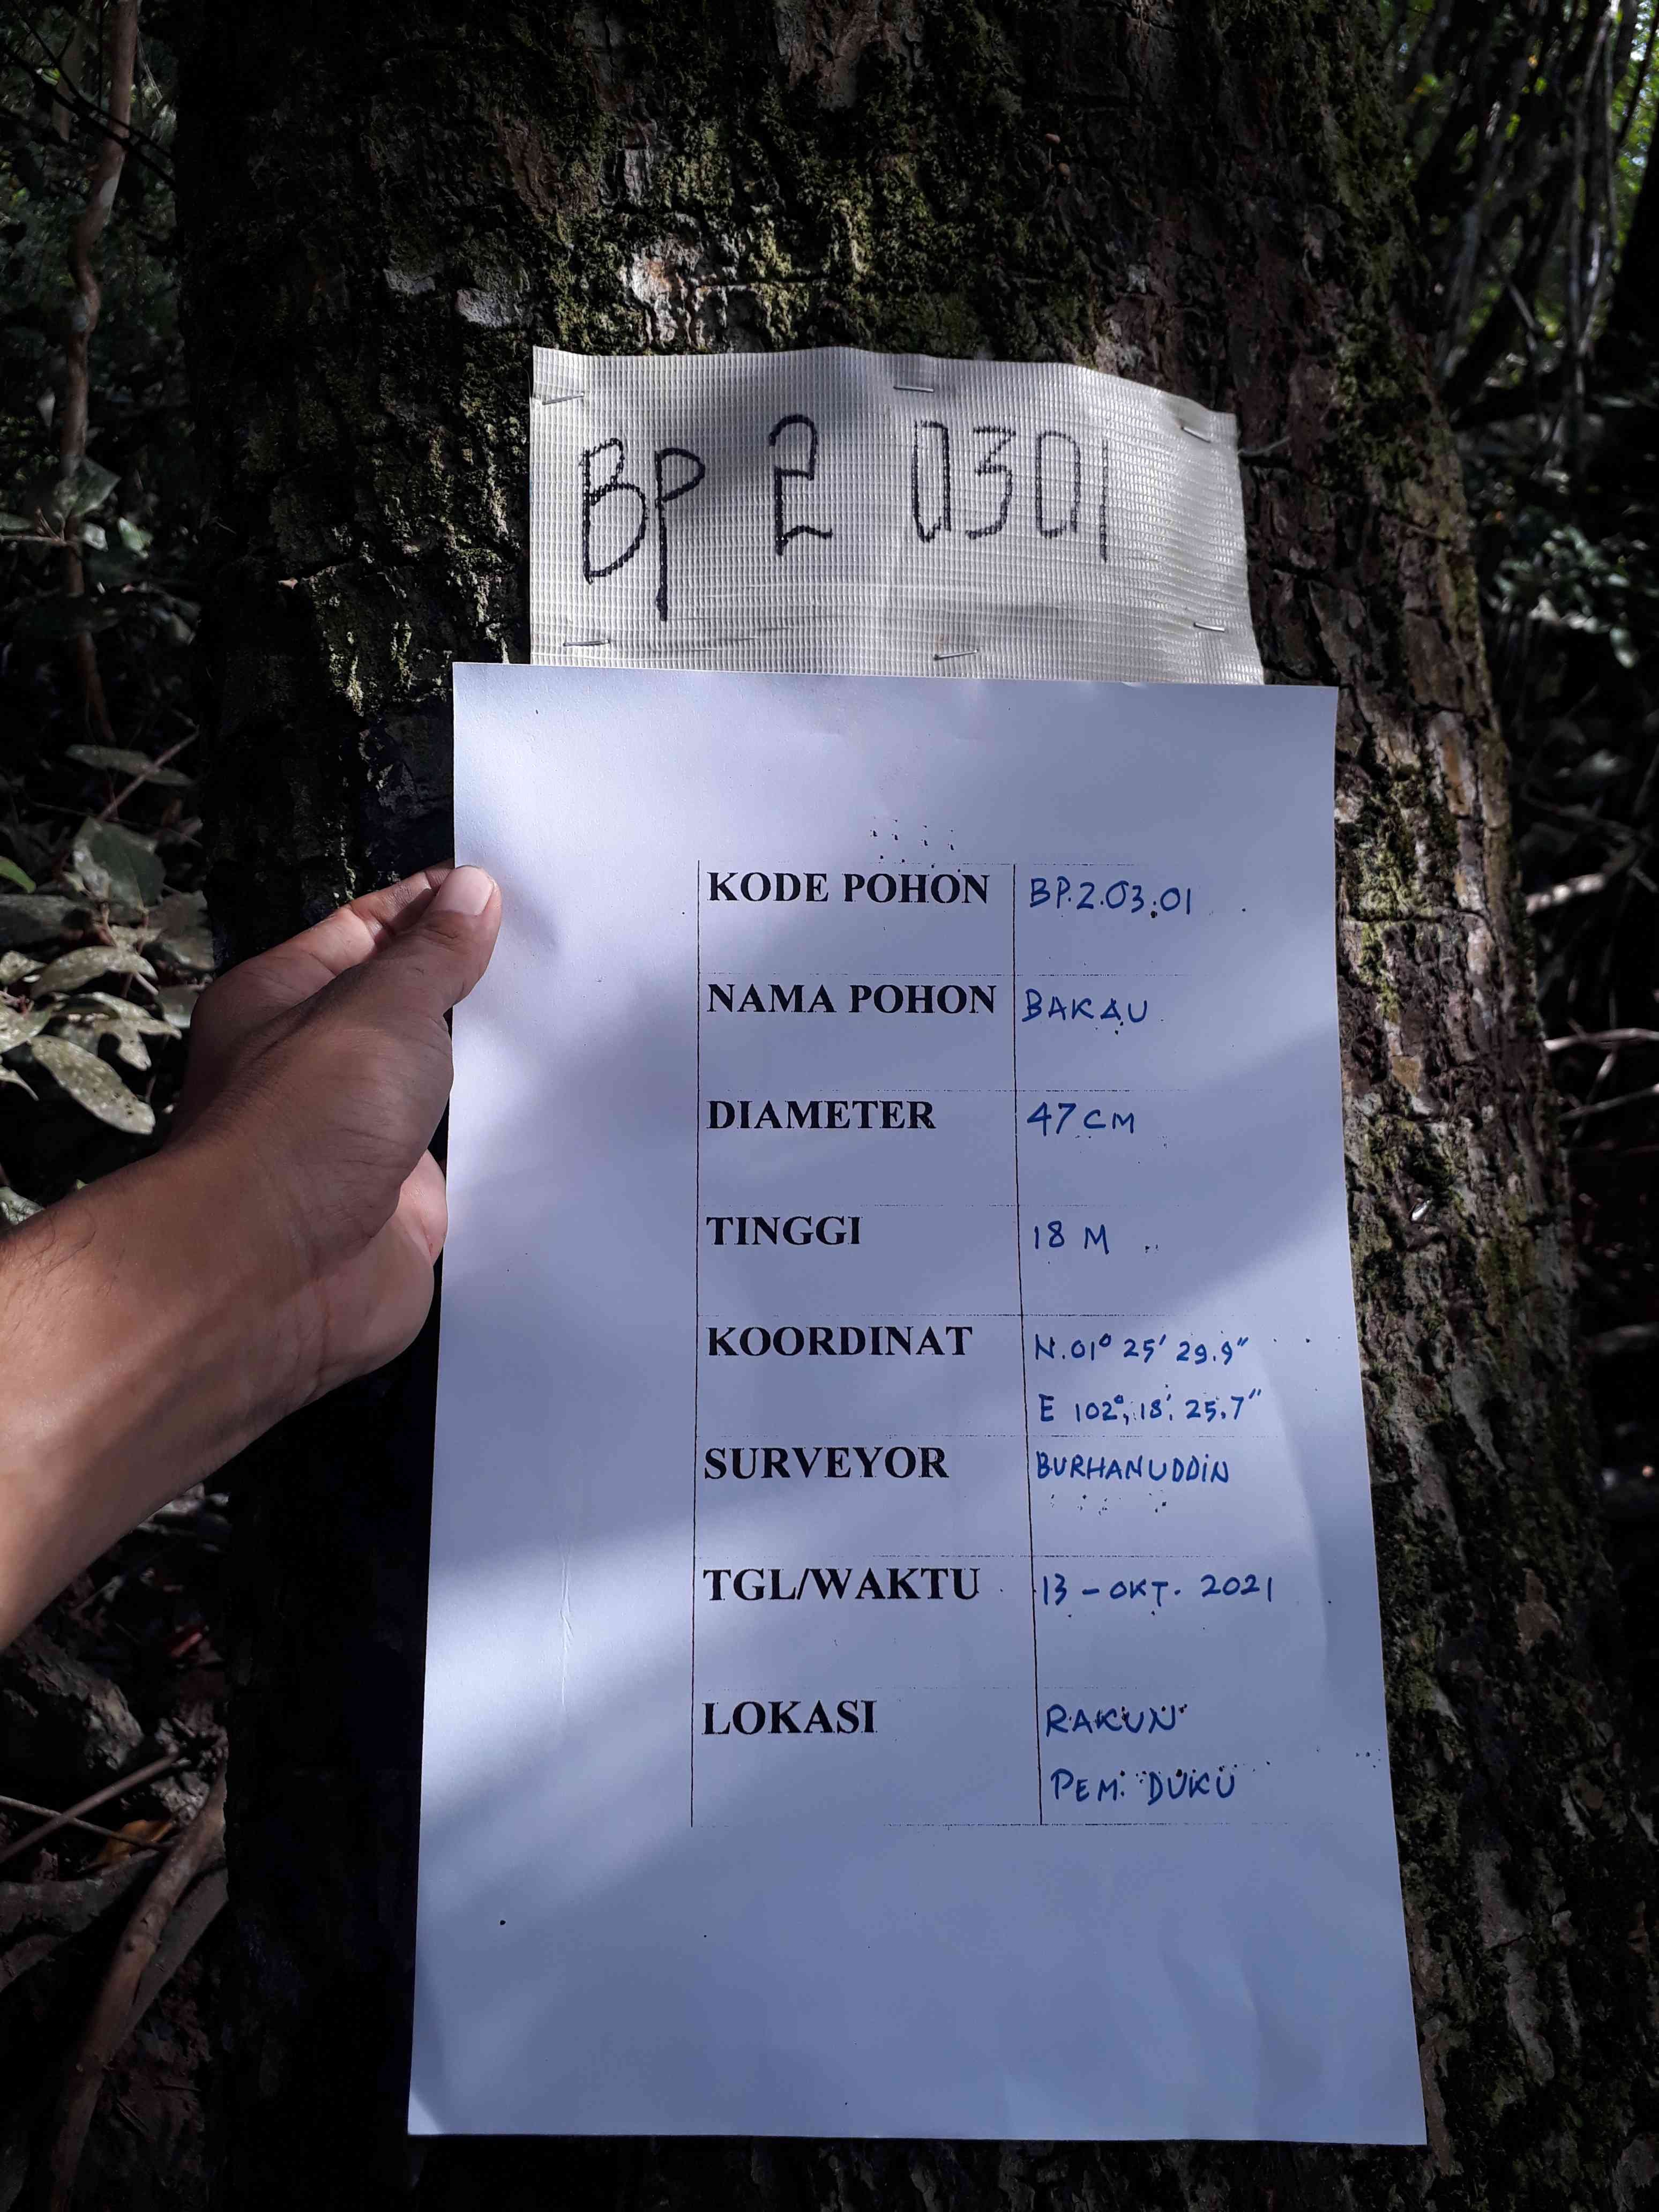 BP 2 0301
KODE POHON BP.2.03.01
NAMA POHON BAKAU
DIAMETER 47 CM
TINGGI 18 M
KOORDINAT N.01° 25' 29.9"
E 102°, 18'. 25.7"
SURVEYOR BURHANUDDiN
TGL/WAKTU 13 - OKT. 2021
LOKASI RAKUN
PEM. DUKU